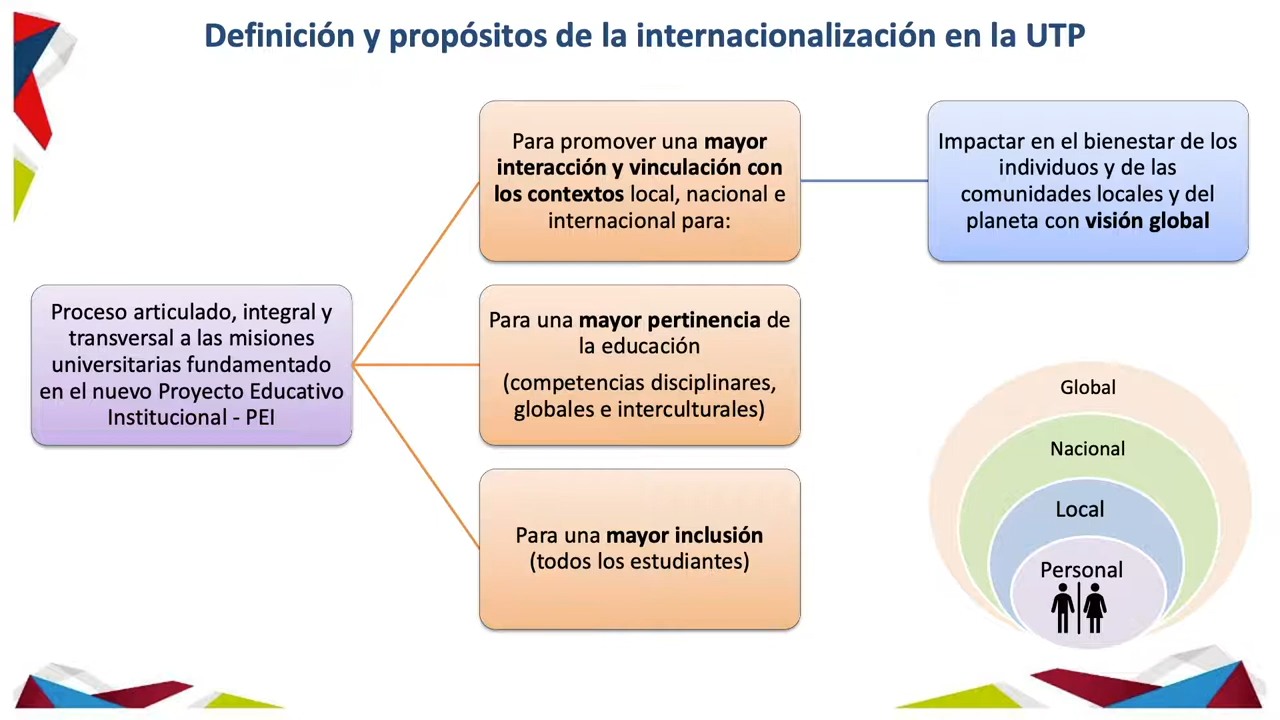 Definición y propósitos de la internacionalización en la UTP
Proceso articulado, integral y
transversal a las misiones
universitarias fundamentado
en el nuevo Proyecto Educativo
Institucional - PEI
Para promover una mayor
interacción y vinculación con
los contextos local, nacional e
internacional para:
Impactar en el bienestar de los
individuos y de las
comunidades locales y del
planeta con visión global
Para una mayor pertinencia de
la educación
(competencias disciplinares,
globales e interculturales)
Para una mayor inclusión
(todos los estudiantes)
Global
Nacional
Local
Personal